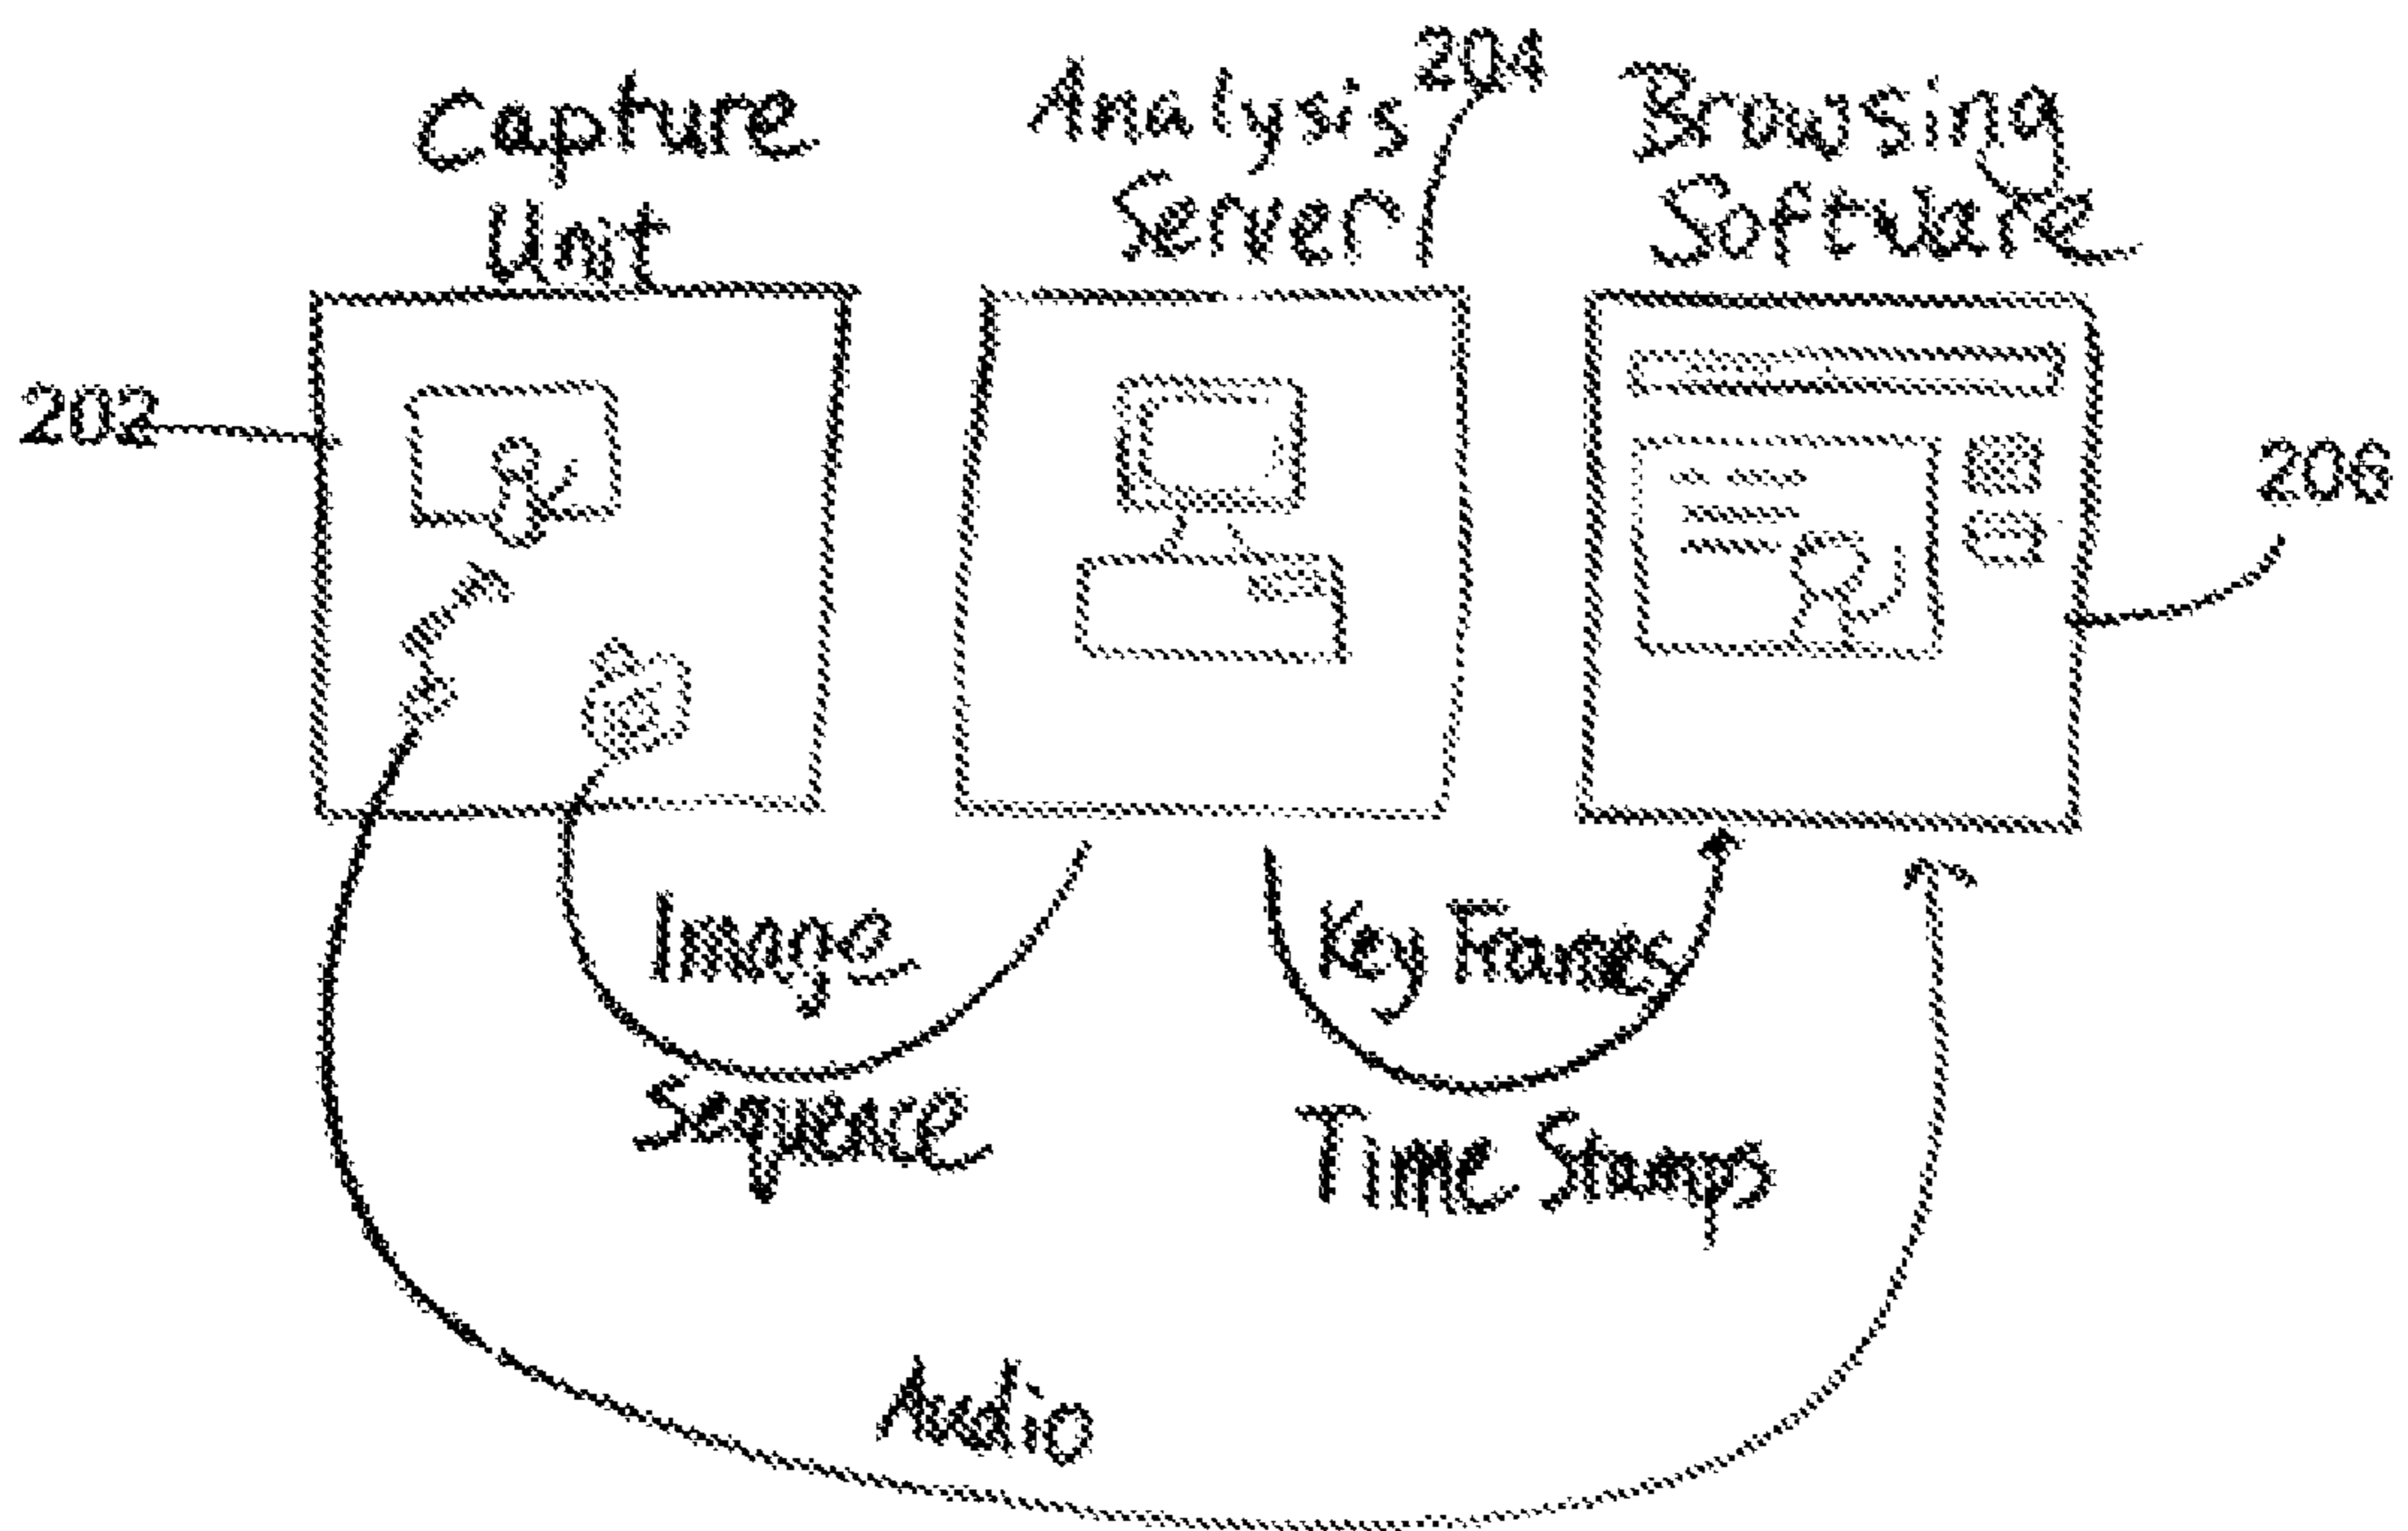 204
Capture
Unit
Analysis
Server
Browsing
Software
202
206
Image
Sequence
Key Frames
Time Stamps
Audio